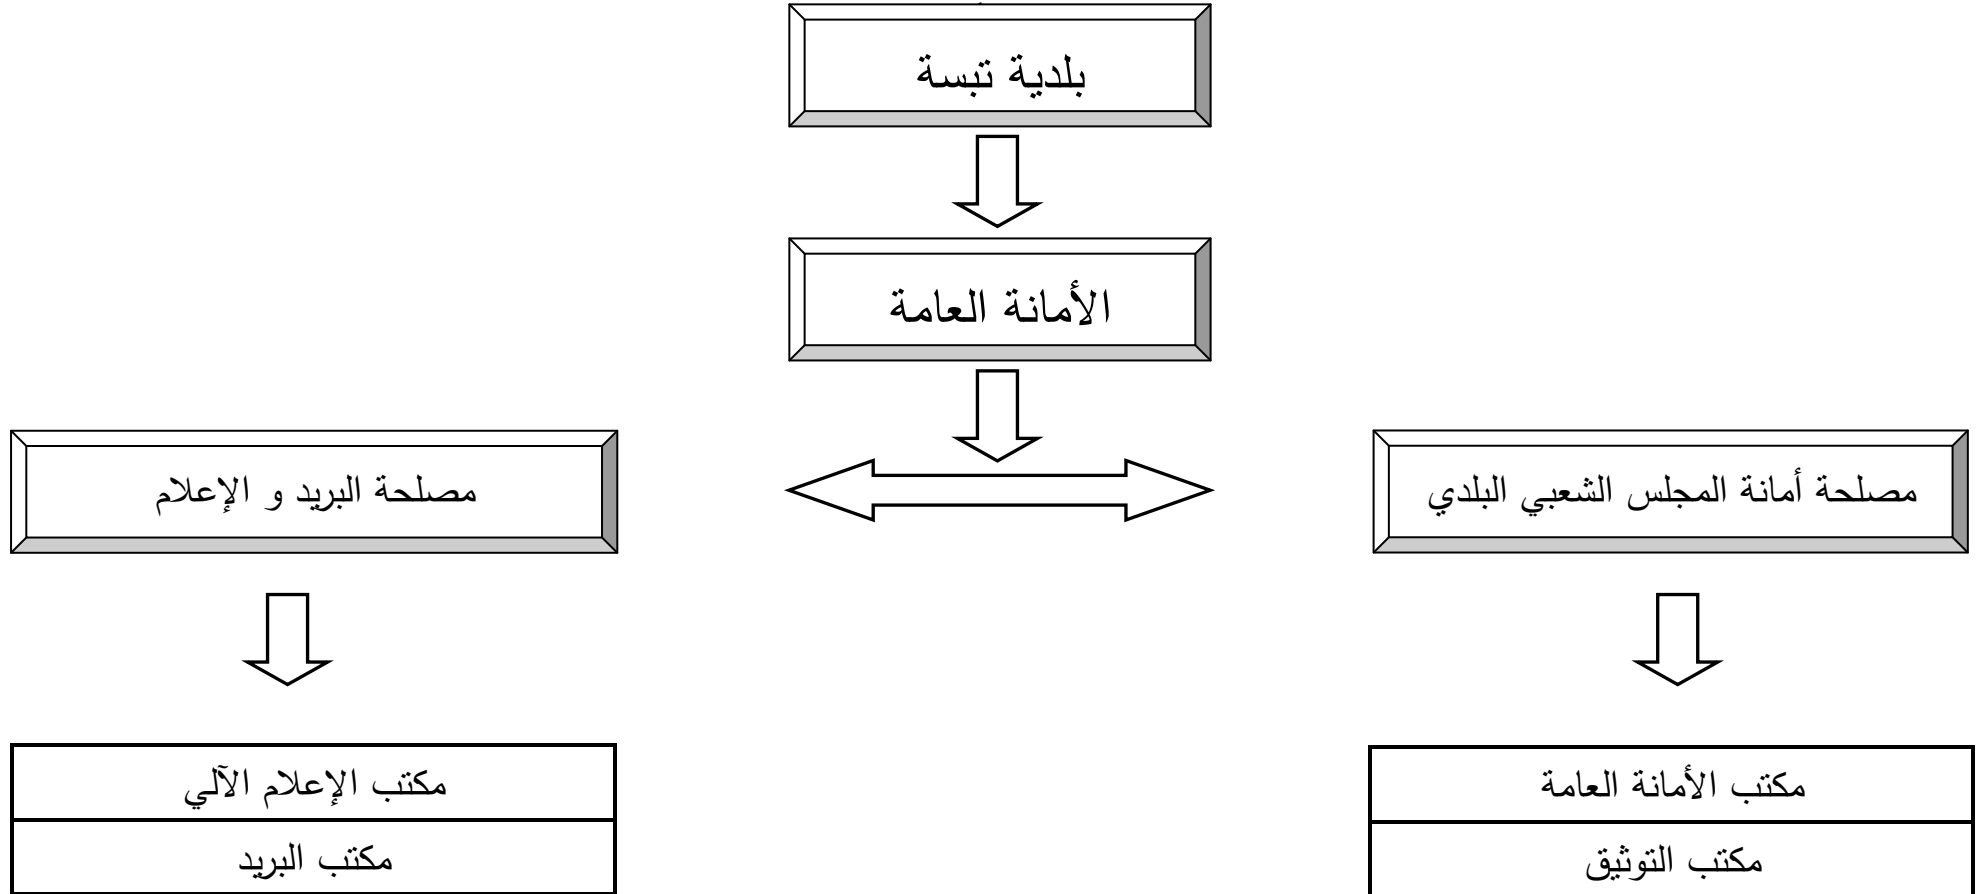 بلدية تبسة
الأمانة العامة
مصلحة أمانة المجلس الشعبي البلدي
مصلحة البريد و الإعلام
مكتب الأمانة العامة
مكتب التوثيق
مكتب الإعلام الآلي
مكتب البريد